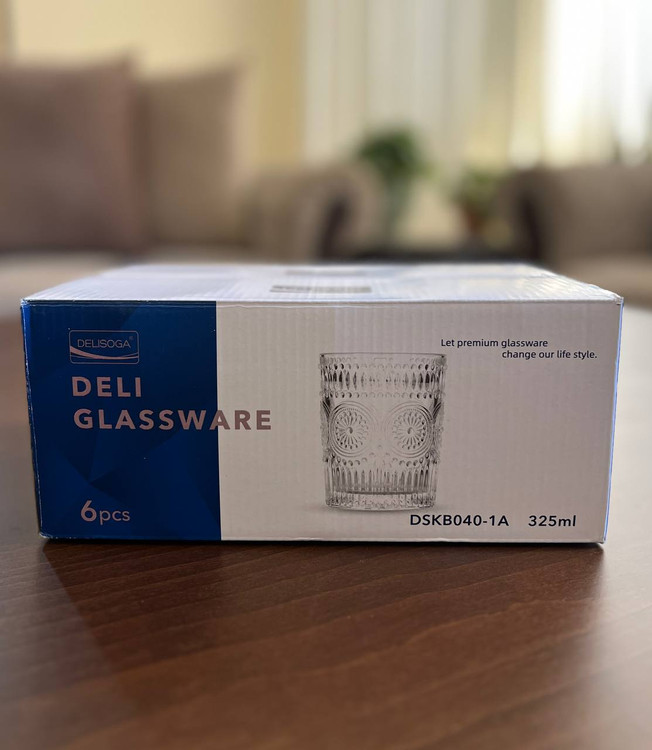 DELISOGA®
DELI
GLASSWARE
6pcs
Let premium glassware
change our life style.
DSKB040-1A 325ml